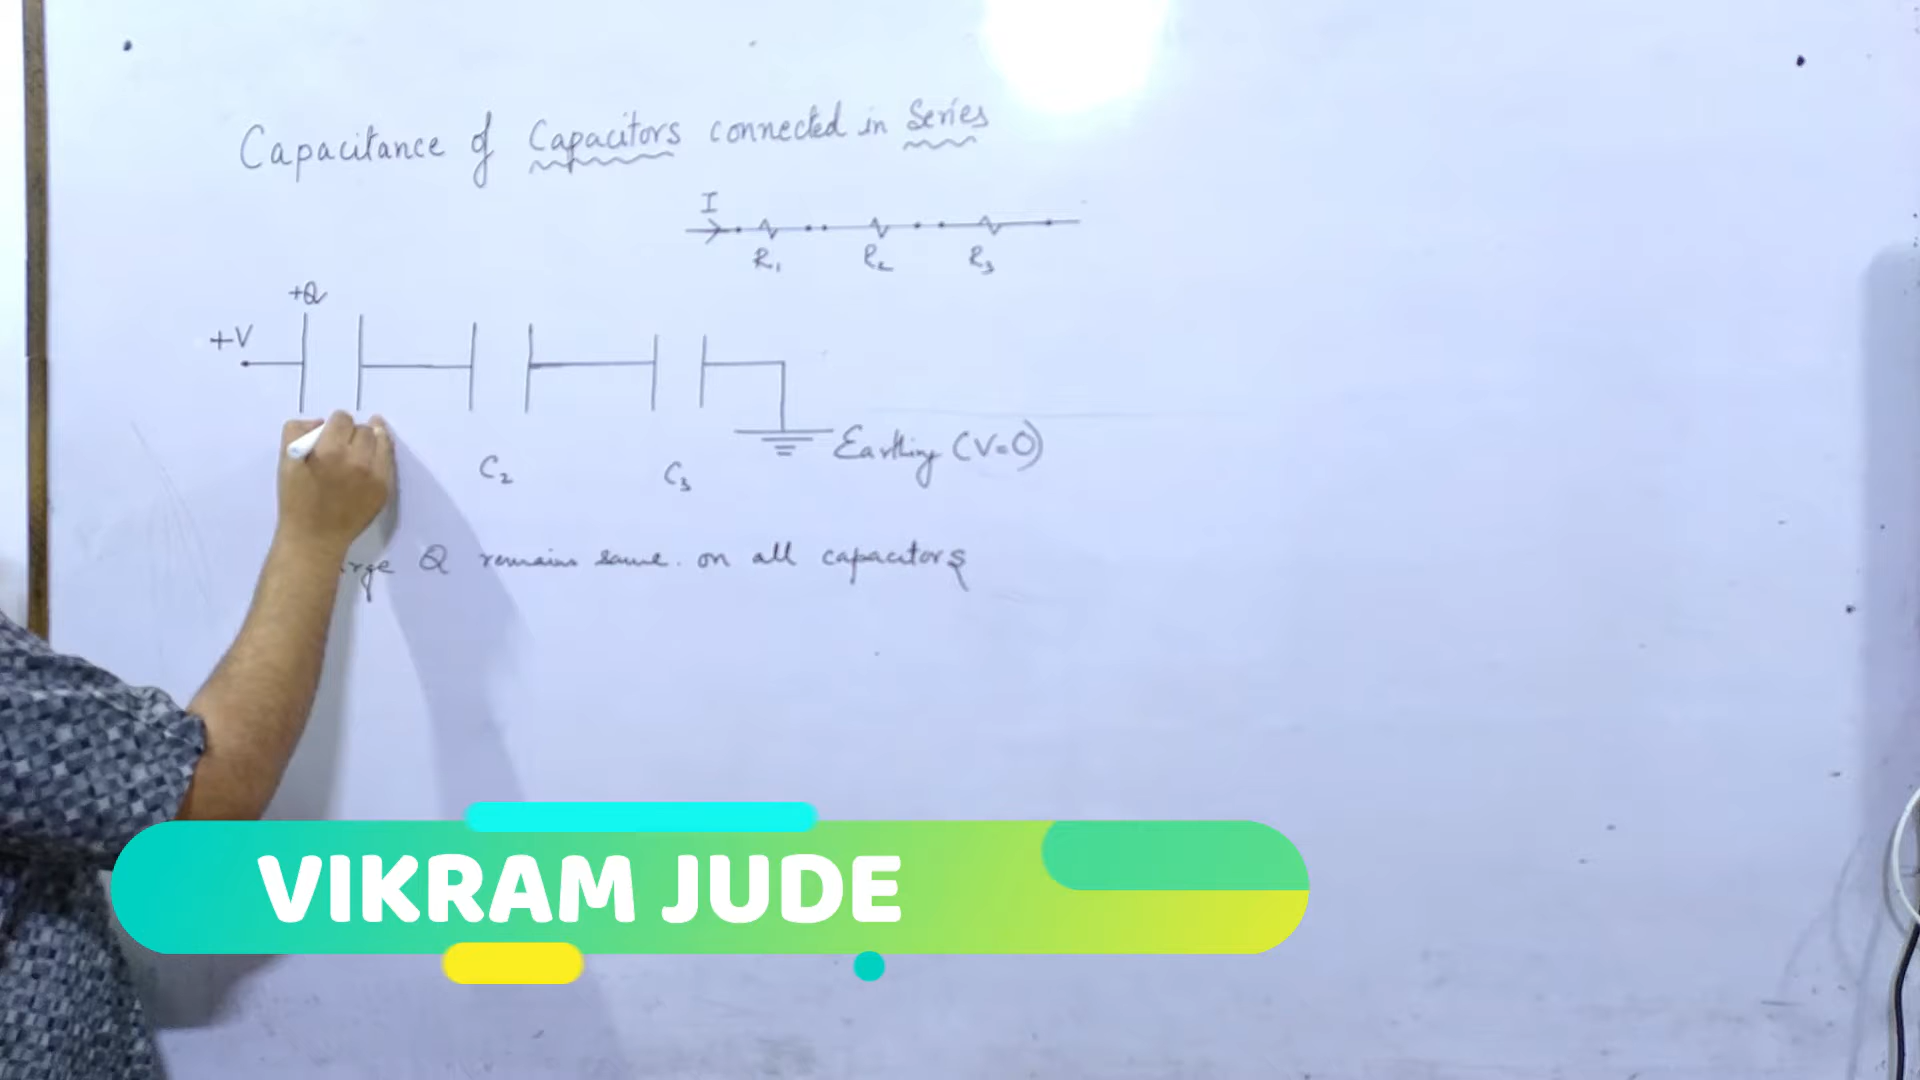 Capacitance of Capacitors connected in Series
I
R₁ R₂ R₃
+Q
+V
Earthing (V=0)
C₂ C₃
Q remains same. on all capacitors
VIKRAM JUDE